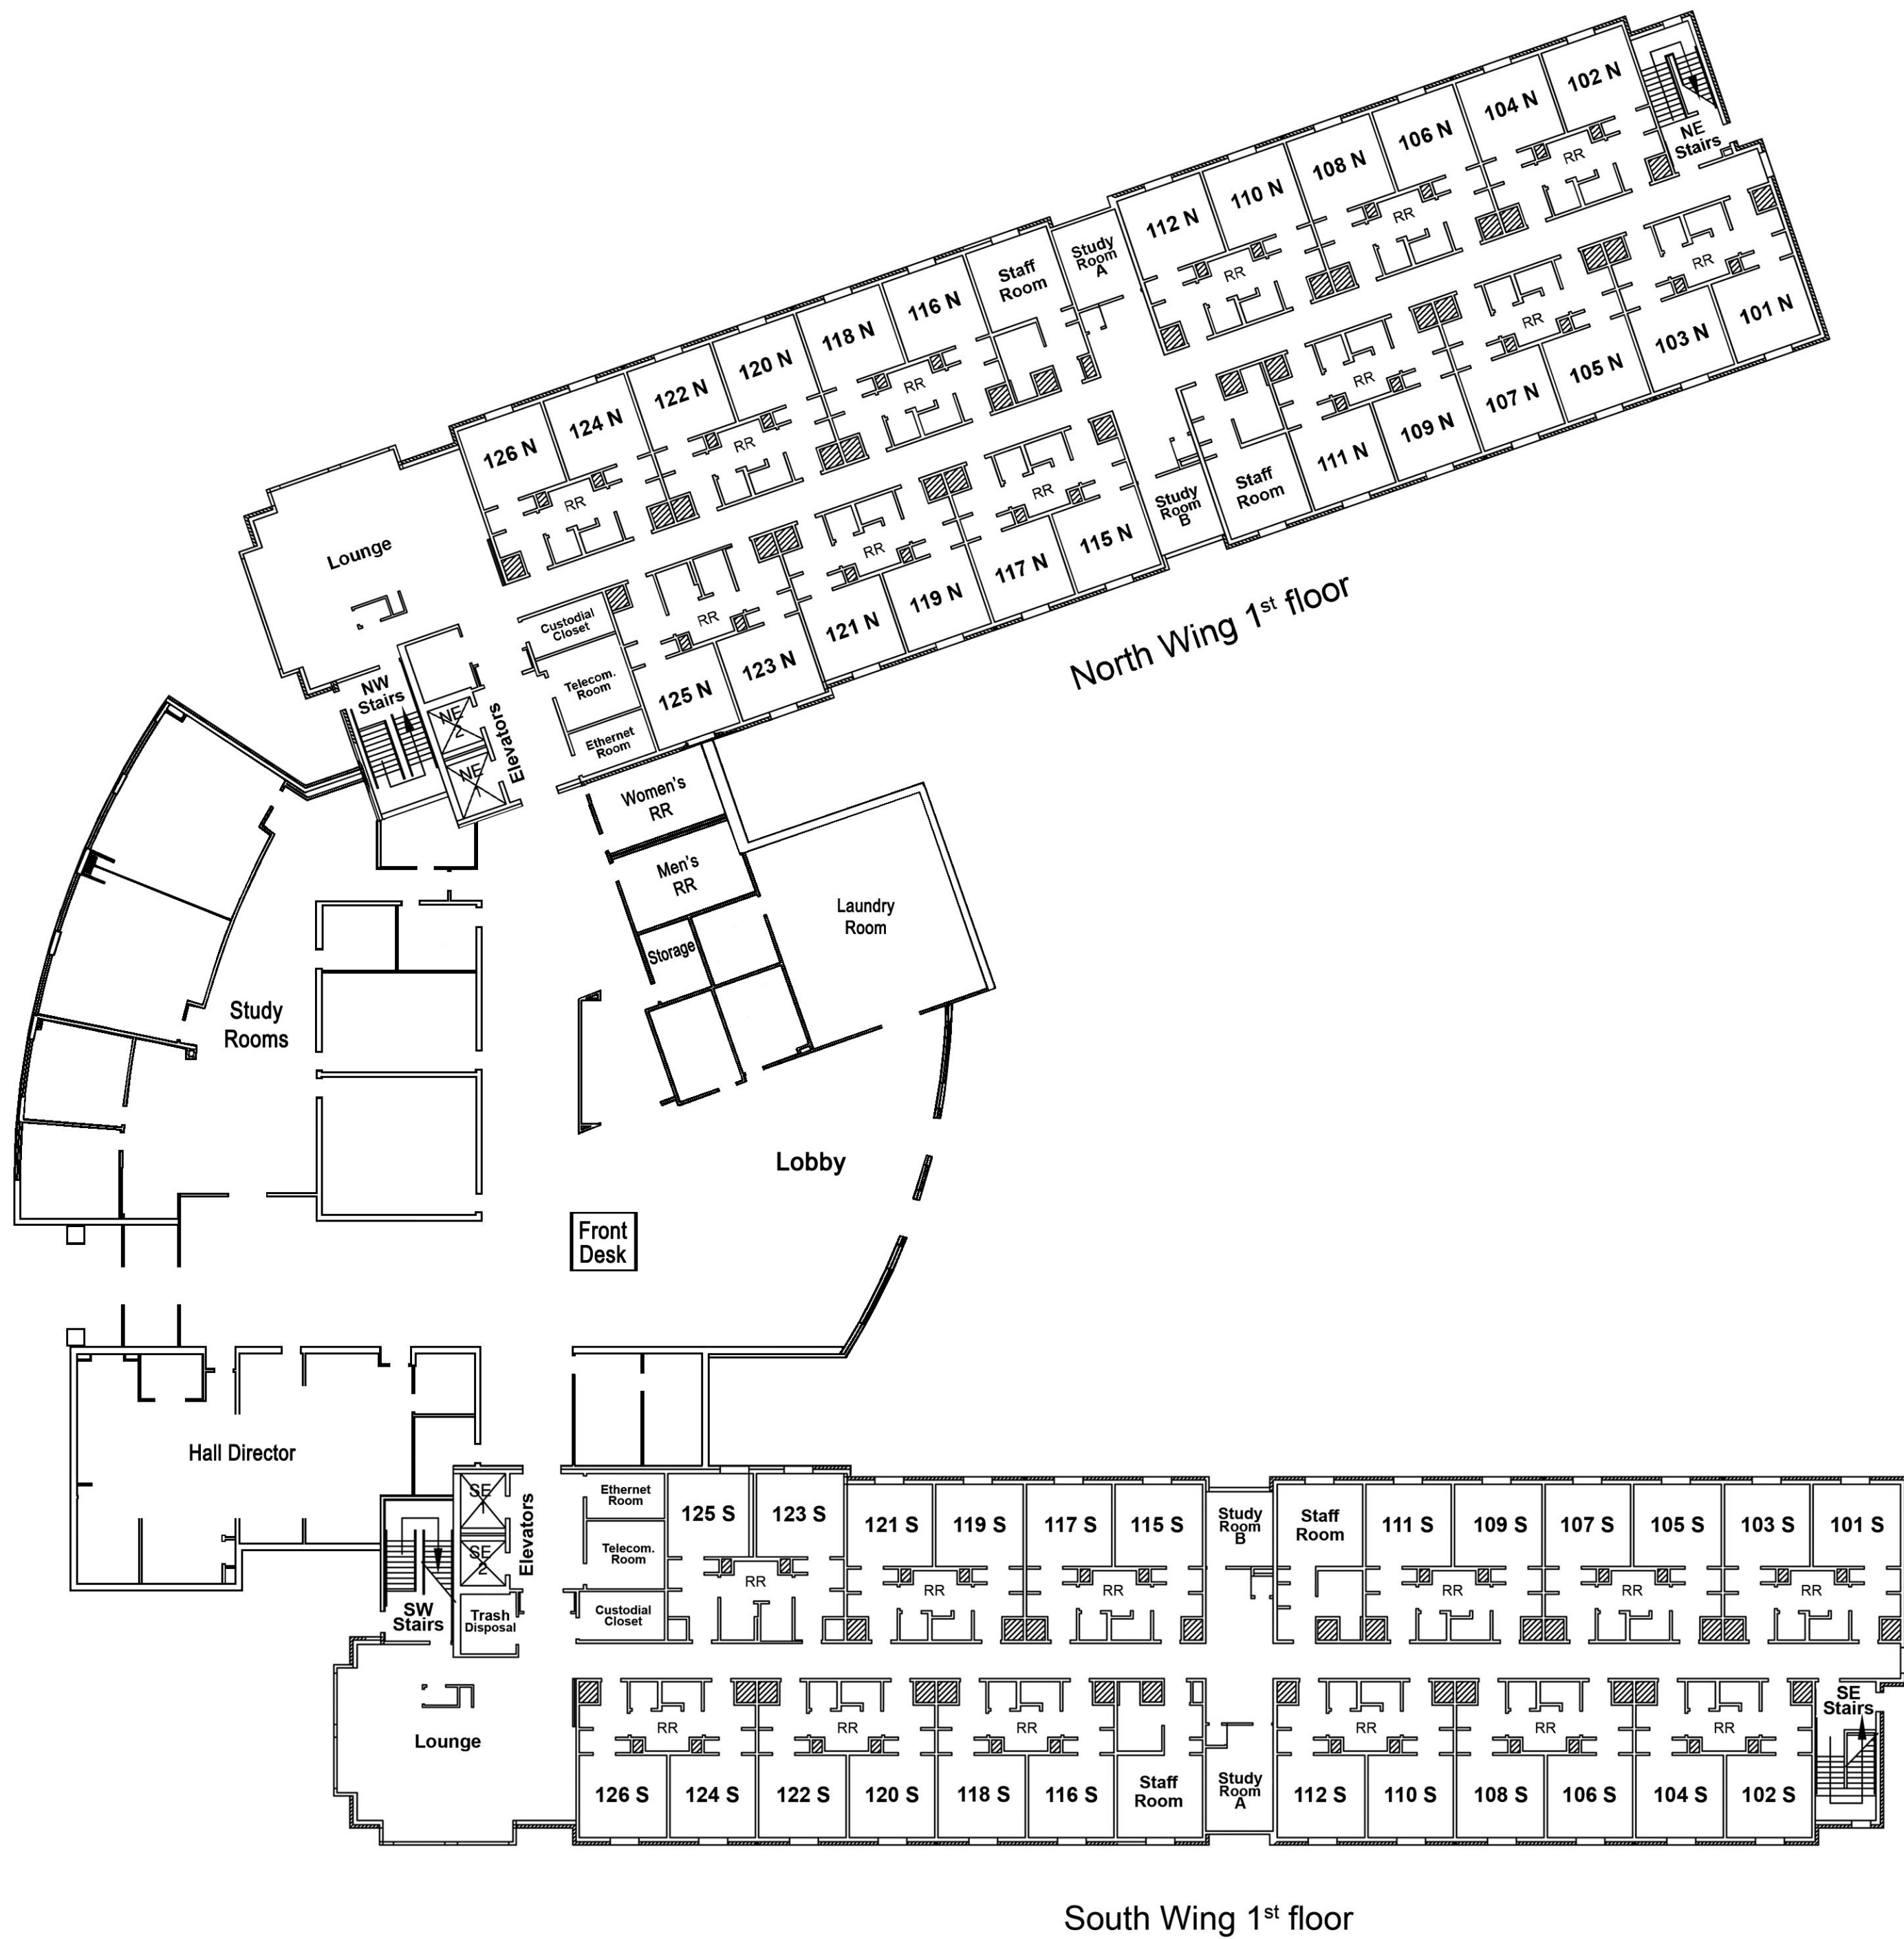 102 N
104 N
106 N
108 N
110 N
112 N
NE
Stairs
RR
RR
RR
Study
Room
A
Staff
Room
116 N
118 N
120 N
122 N
124 N
126 N
RR
RR
RR
101 N
103 N
105 N
107 N
109 N
111 N
RR
RR
RR
Staff
Room
Study
Room
B
115 N
117 N
119 N
121 N
123 N
125 N
RR
RR
RR
Lounge
Custodial
Closet
Telecom.
Room
Ethernet
Room
NW
Stairs
NE
2
NE
1
Elevators
North Wing 1st floor
Women's
RR
Men's
RR
Storage
Laundry
Room
Study
Rooms
Lobby
Front
Desk
Hall Director
SE
1
SE
2
Elevators
SW
Stairs
Trash
Disposal
Ethernet
Room
Telecom.
Room
Custodial
Closet
125 S
123 S
121 S
119 S
117 S
115 S
Study
Room
B
Staff
Room
111 S
109 S
107 S
105 S
103 S
101 S
RR
RR
RR
RR
RR
RR
Lounge
RR
RR
RR
RR
RR
RR
SE
Stairs
126 S
124 S
122 S
120 S
118 S
116 S
Staff
Room
Study
Room
A
112 S
110 S
108 S
106 S
104 S
102 S
South Wing 1st floor